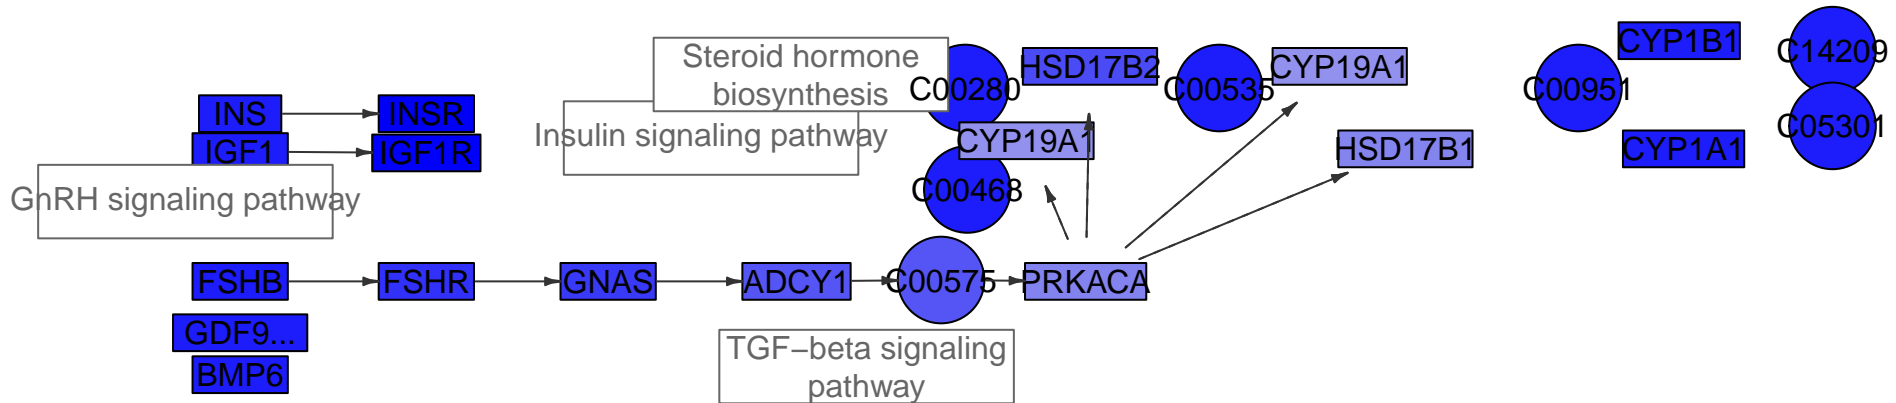 CYP1B1
C14209
Steroid hormone
biosynthesis
C00280
HSD17B2
C00535
CYP19A1
C00951
INS
INSR
C05301
Insulin signaling pathway
CYP19A1
HSD17B1
CYP1A1
IGF1
IGF1R
GnRH signaling pathway
C00468
FSHB
FSHR
GNAS
ADCY1
C00575
PRKACA
GDF9...
TGF−beta signaling
pathway
BMP6